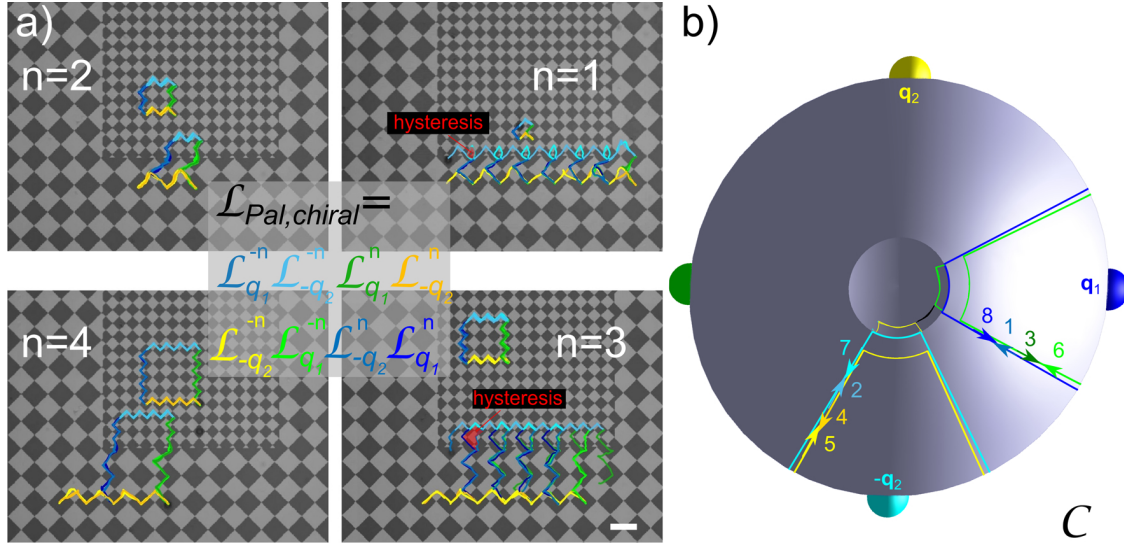 a)
n=2
n=1
hysteresis
ℒPal,chiral=
ℒq₁⁻ⁿ ℒ-q₂⁻ⁿ ℒq₁ⁿ ℒ-q₂ⁿ
ℒ-q₂⁻ⁿ ℒq₁⁻ⁿ ℒ-q₂ⁿ ℒq₁ⁿ
n=4
n=3
hysteresis
b)
q₂
q₁
8
1
3
6
7
2
4
5
-q₂
C